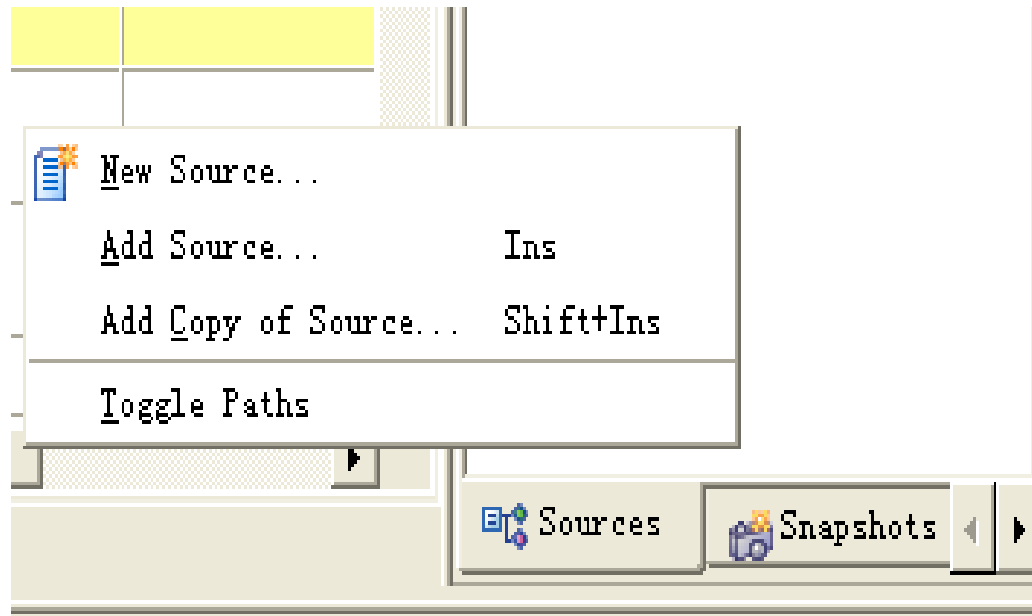 New Source...
Add Source... Ins
Add Copy of Source... Shift+Ins
Toggle Paths
Sources Snapshots